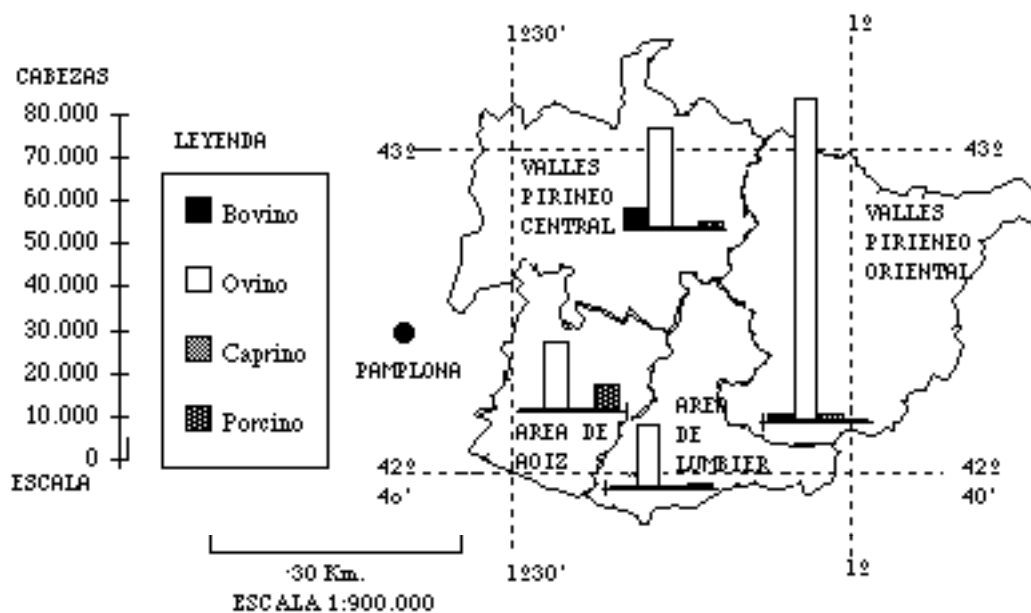 CABEZAS
80.000
70.000
60.000
50.000
40.000
30.000
20.000
10.000
0
ESCALA
LEYENDA
Bovino
Ovino
Caprino
Porcino
1º30'
1º
43º
43º
VALLES
PIRINEO
CENTRAL
VALLES
PIRIENEO
ORIENTAL
PAMPLONA
AREA DE
AOIZ
AREA
DE
LUMBIER
42º
40'
42º
40'
1º30'
1º
30 Km.
ESCALA 1:900.000